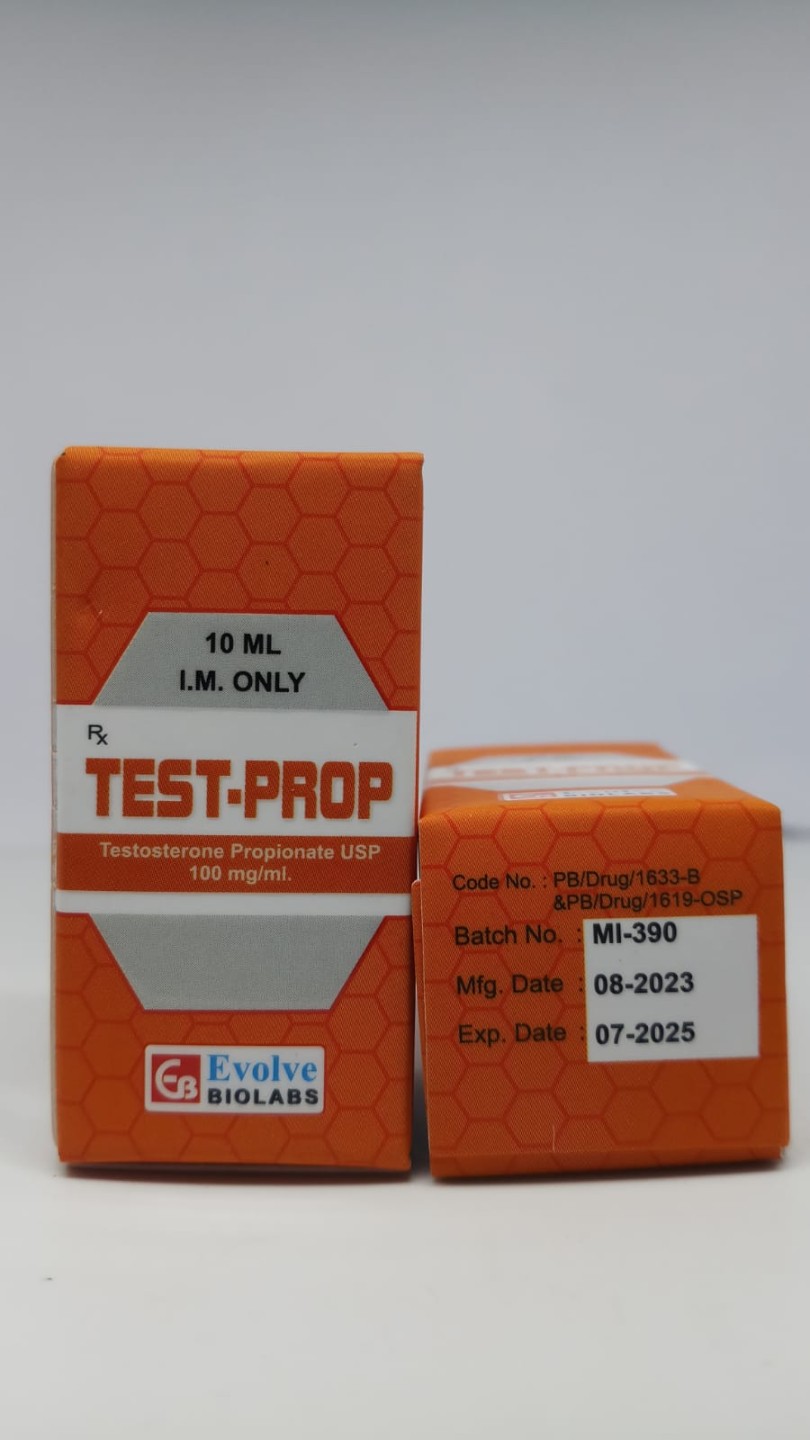 10 ML
I.M. ONLY
Rx
TEST-PROP
Testosterone Propionate USP
100 mg/ml.
EB
Evolve
BIOLABS
Code No. : PB/Drug/1633-B
&PB/Drug/1619-OSP
Batch No. : MI-390
Mfg. Date : 08-2023
Exp. Date : 07-2025